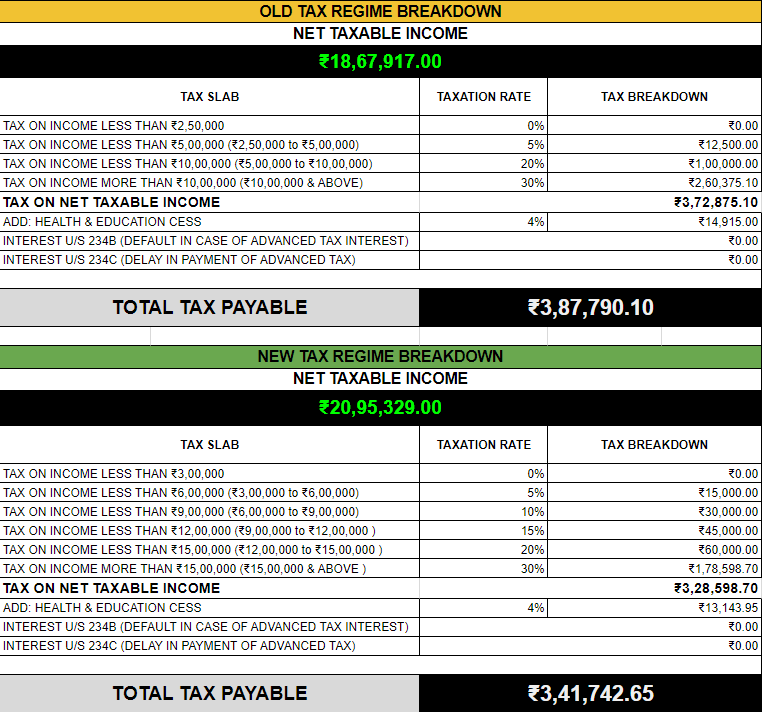 OLD TAX REGIME BREAKDOWN
NET TAXABLE INCOME
₹18,67,917.00
TAX SLAB TAXATION RATE TAX BREAKDOWN
TAX ON INCOME LESS THAN ₹2,50,000 0% ₹0.00
TAX ON INCOME LESS THAN ₹5,00,000 (₹2,50,000 to ₹5,00,000) 5% ₹12,500.00
TAX ON INCOME LESS THAN ₹10,00,000 (₹5,00,000 to ₹10,00,000) 20% ₹1,00,000.00
TAX ON INCOME MORE THAN ₹10,00,000 (₹10,00,000 & ABOVE) 30% ₹2,60,375.10
TAX ON NET TAXABLE INCOME ₹3,72,875.10
ADD: HEALTH & EDUCATION CESS 4% ₹14,915.00
INTEREST U/S 234B (DEFAULT IN CASE OF ADVANCED TAX INTEREST) ₹0.00
INTEREST U/S 234C (DELAY IN PAYMENT OF ADVANCED TAX) ₹0.00
TOTAL TAX PAYABLE ₹3,87,790.10
NEW TAX REGIME BREAKDOWN
NET TAXABLE INCOME
₹20,95,329.00
TAX SLAB TAXATION RATE TAX BREAKDOWN
TAX ON INCOME LESS THAN ₹3,00,000 0% ₹0.00
TAX ON INCOME LESS THAN ₹6,00,000 (₹3,00,000 to ₹6,00,000) 5% ₹15,000.00
TAX ON INCOME LESS THAN ₹9,00,000 (₹6,00,000 to ₹9,00,000) 10% ₹30,000.00
TAX ON INCOME LESS THAN ₹12,00,000 (₹9,00,000 to ₹12,00,000 ) 15% ₹45,000.00
TAX ON INCOME LESS THAN ₹15,00,000 (₹12,00,000 to ₹15,00,000 ) 20% ₹60,000.00
TAX ON INCOME MORE THAN ₹15,00,000 (₹15,00,000 & ABOVE ) 30% ₹1,78,598.70
TAX ON NET TAXABLE INCOME ₹3,28,598.70
ADD: HEALTH & EDUCATION CESS 4% ₹13,143.95
INTEREST U/S 234B (DEFAULT IN CASE OF ADVANCED TAX INTEREST) ₹0.00
INTEREST U/S 234C (DELAY IN PAYMENT OF ADVANCED TAX) ₹0.00
TOTAL TAX PAYABLE ₹3,41,742.65